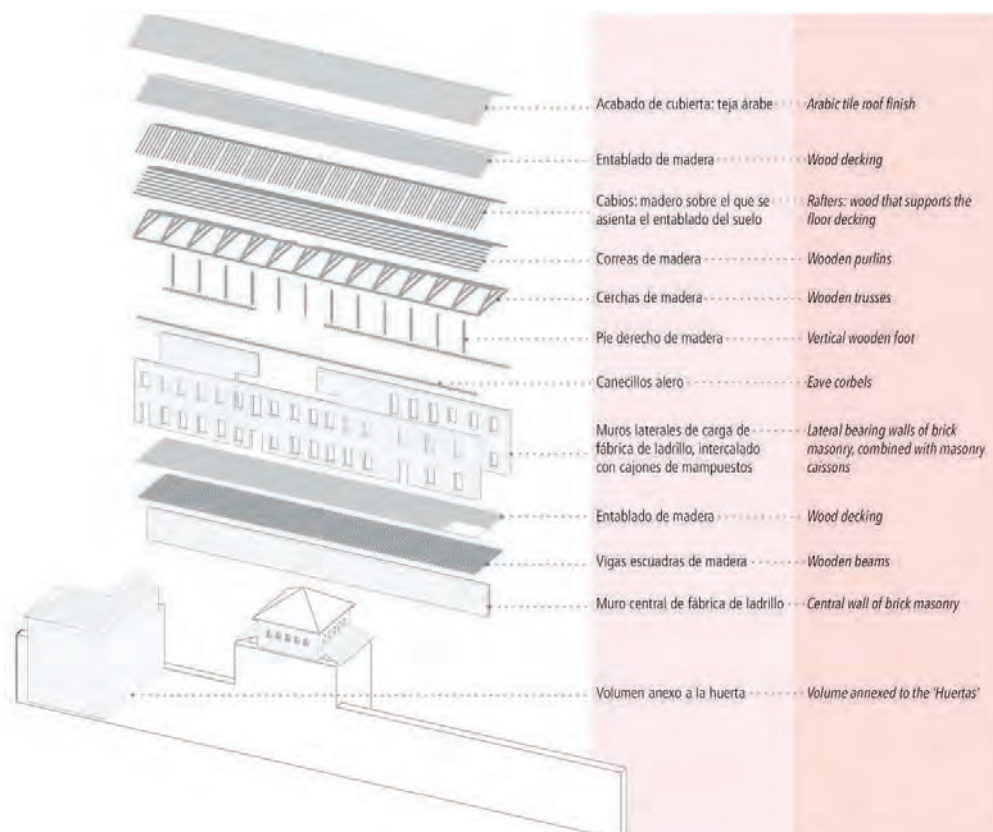 Acabado de cubierta: teja árabe
Arabic tile roof finish
Entablado de madera
Wood decking
Cabios: madero sobre el que se
asienta el entablado del suelo
Rafters: wood that supports the
floor decking
Correas de madera
Wooden purlins
Cerchas de madera
Wooden trusses
Pie derecho de madera
Vertical wooden foot
Canecillos alero
Eave corbels
Muros laterales de carga de
fábrica de ladrillo, intercalado
con cajones de mampuestos
Lateral bearing walls of brick
masonry, combined with masonry
caissons
Entablado de madera
Wood decking
Vigas escuadras de madera
Wooden beams
Muro central de fábrica de ladrillo
Central wall of brick masonry
Volumen anexo a la huerta
Volume annexed to the 'Huertas'